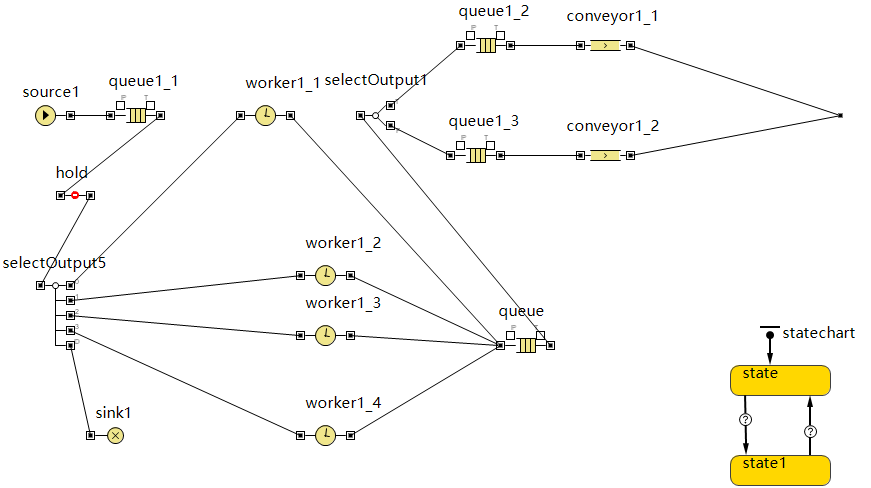 queue1_2
conveyor1_1
source1
queue1_1
worker1_1
selectOutput1
queue1_3
conveyor1_2
hold
selectOutput5
worker1_2
worker1_3
queue
statechart
state
?
?
worker1_4
sink1
state1